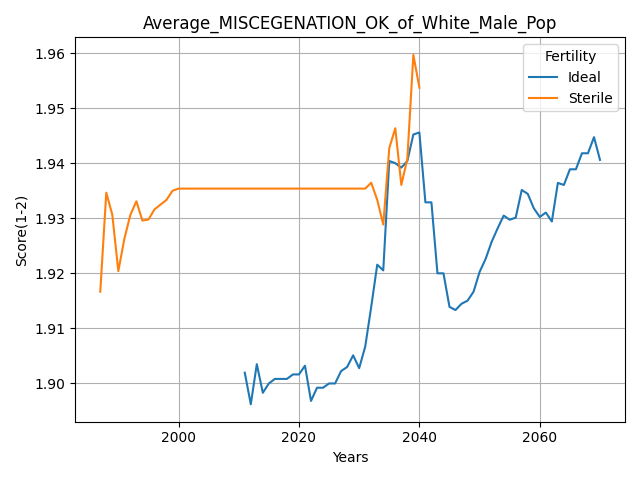 Average_MISCEGENATION_OK_of_White_Male_Pop
Score(1-2)
1.96
1.95
1.94
1.93
1.92
1.91
1.90
Fertility
Ideal
Sterile
2000
2020
2040
2060
Years